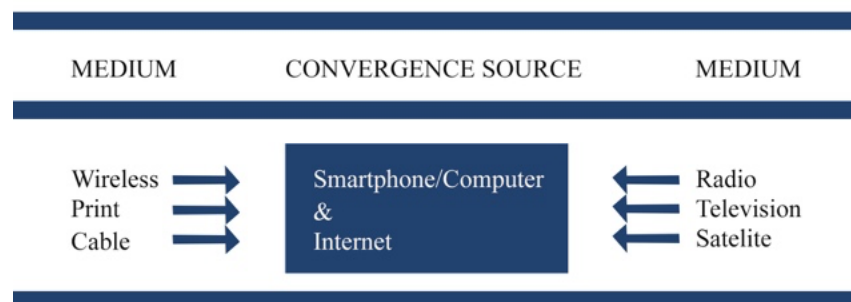 MEDIUM CONVERGENCE SOURCE MEDIUM
Wireless Smartphone/Computer Radio
Print & Television
Cable Internet Satelite